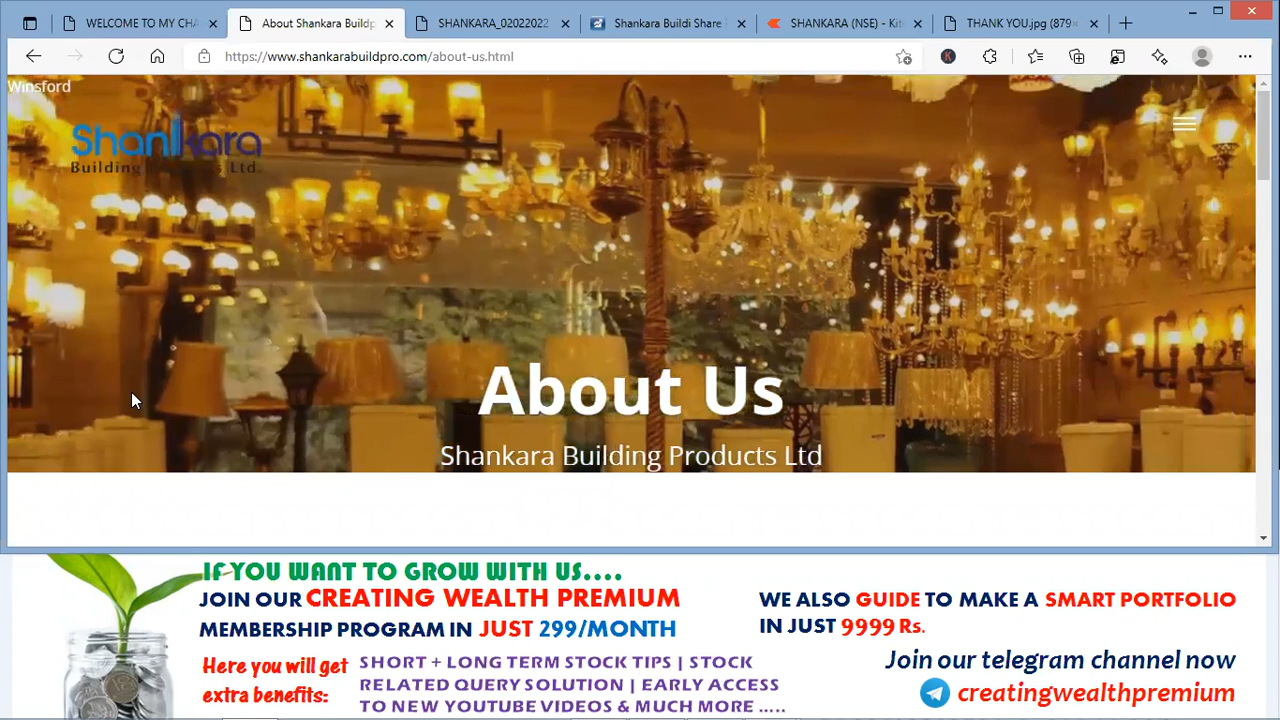 WELCOME TO MY CHA
About Shankara Buildp
SHANKARA_02022022
Shankara Buildi Share
SHANKARA (NSE) - Kit
THANK YOU.jpg (879×
https://www.shankarabuildpro.com/about-us.html
Winsford
Shankara
Building Products Ltd.
About Us
Shankara Building Products Ltd
IF YOU WANT TO GROW WITH US....
JOIN OUR CREATING WEALTH PREMIUM
MEMBERSHIP PROGRAM IN JUST 299/MONTH
Here you will get
extra benefits:
SHORT + LONG TERM STOCK TIPS | STOCK
RELATED QUERY SOLUTION | EARLY ACCESS
TO NEW YOUTUBE VIDEOS & MUCH MORE .....
WE ALSO GUIDE TO MAKE A SMART PORTFOLIO
IN JUST 9999 Rs.
Join our telegram channel now
creatingwealthpremium